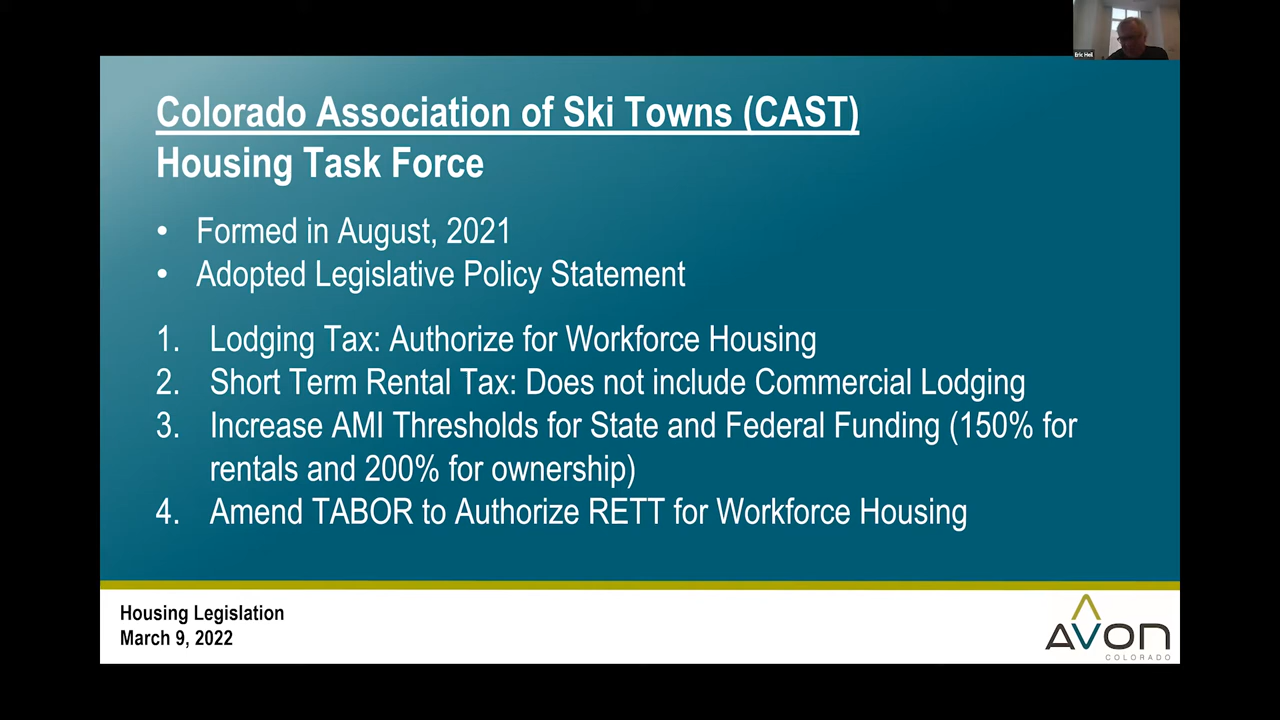 Eric Heil
Colorado Association of Ski Towns (CAST)
Housing Task Force
• Formed in August, 2021
• Adopted Legislative Policy Statement
1. Lodging Tax: Authorize for Workforce Housing
2. Short Term Rental Tax: Does not include Commercial Lodging
3. Increase AMI Thresholds for State and Federal Funding (150% for
rentals and 200% for ownership)
4. Amend TABOR to Authorize RETT for Workforce Housing
Housing Legislation
March 9, 2022
AVON
COLORADO